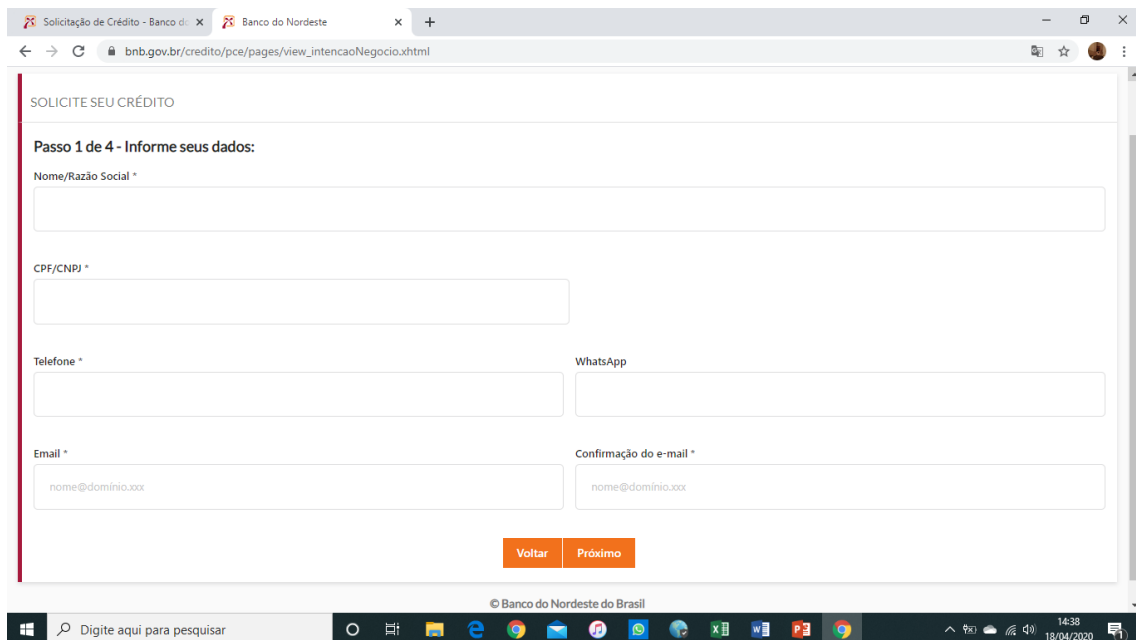 Solicitação de Crédito - Banco do
Banco do Nordeste
bnb.gov.br/credito/pce/pages/view_intencaoNegocio.xhtml
SOLICITE SEU CRÉDITO
Passo 1 de 4 - Informe seus dados:
Nome/Razão Social *
CPF/CNPJ *
Telefone *
WhatsApp
Email *
Confirmação do e-mail *
nome@domínio.xxx
nome@domínio.xxx
Voltar
Próximo
© Banco do Nordeste do Brasil
Digite aqui para pesquisar
14:38
18/04/2020